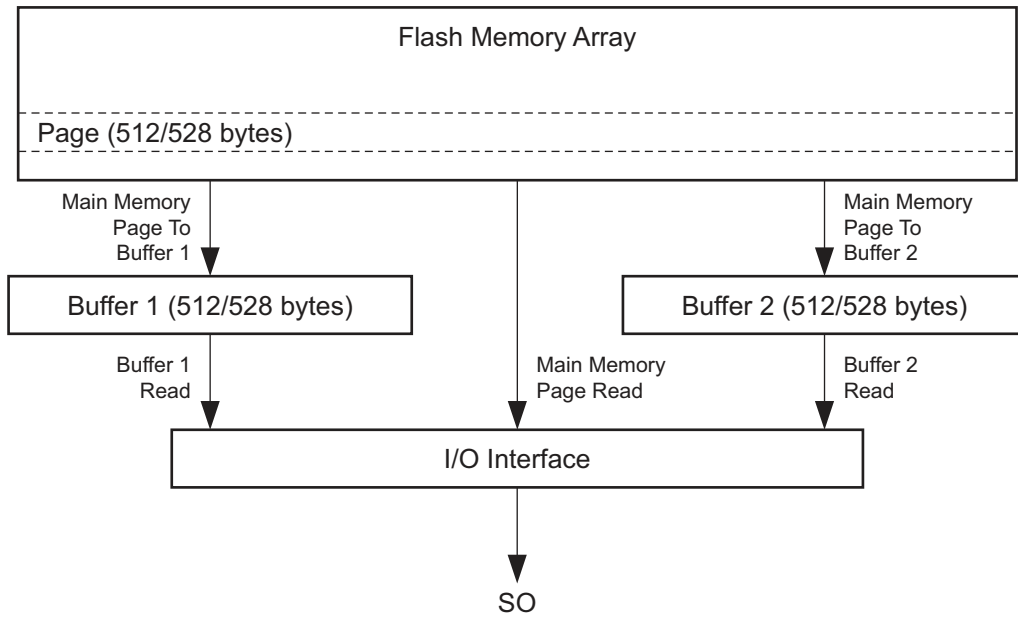 Flash Memory Array
Page (512/528 bytes)
Main Memory
Page To
Buffer 1
Main Memory
Page To
Buffer 2
Buffer 1 (512/528 bytes)
Buffer 2 (512/528 bytes)
Buffer 1
Read
Main Memory
Page Read
Buffer 2
Read
I/O Interface
SO